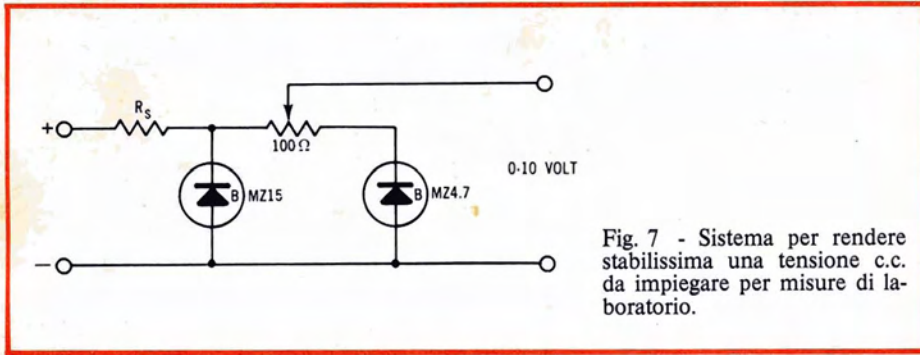 +
R_S
100 Ω
B MZ15
B MZ4.7
0-10 VOLT
−
Fig. 7 - Sistema per rendere
stabilissima una tensione c.c.
da impiegare per misure di la-
boratorio.